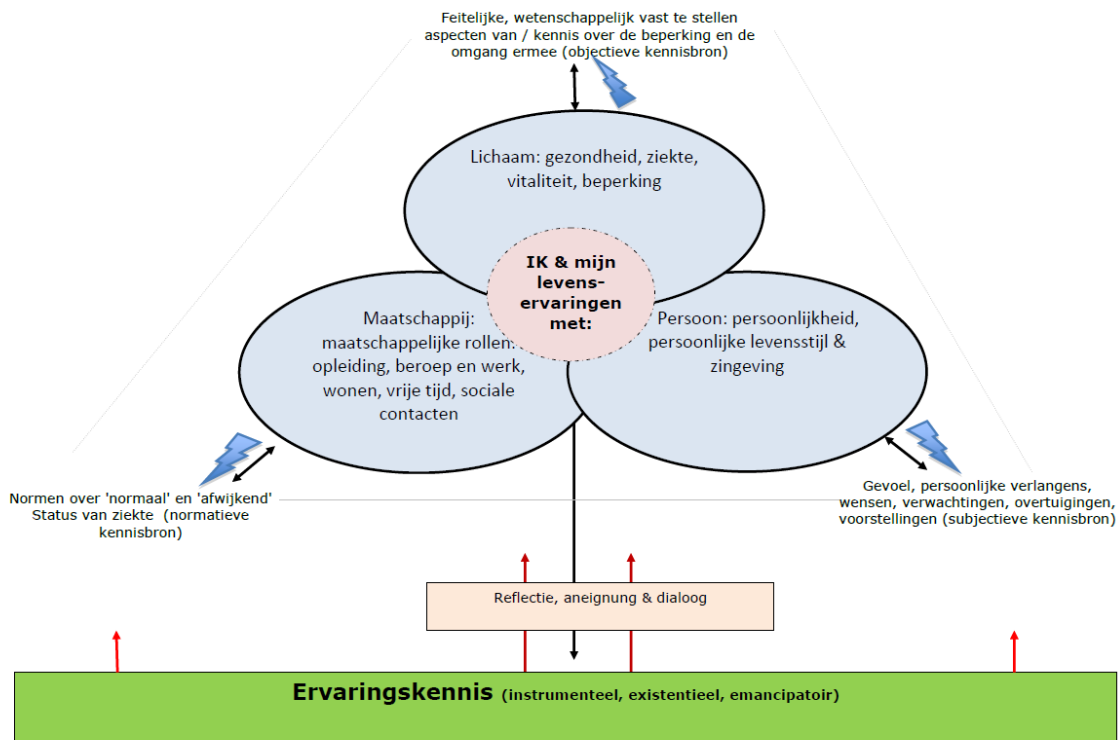 Feitelijke, wetenschappelijk vast te stellen
aspecten van / kennis over de beperking en de
omgang ermee (objectieve kennisbron)
Lichaam: gezondheid, ziekte,
vitaliteit, beperking
IK & mijn
levens-
ervaringen
met:
Maatschappij:
maatschappelijke rollen:
opleiding, beroep en werk,
wonen, vrije tijd, sociale
contacten
Persoon: persoonlijkheid,
persoonlijke levensstijl &
zingeving
Normen over 'normaal' en 'afwijkend'
Status van ziekte (normatieve
kennisbron)
Gevoel, persoonlijke verlangens,
wensen, verwachtingen, overtuigingen,
voorstellingen (subjectieve kennisbron)
Reflectie, aneignung & dialoog
Ervaringskennis (instrumenteel, existentieel, emancipatoir)